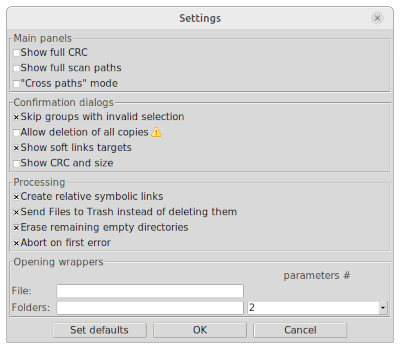 Settings
Main panels
Show full CRC
Show full scan paths
"Cross paths" mode
Confirmation dialogs
Skip groups with invalid selection
Allow deletion of all copies
Show soft links targets
Show CRC and size
Processing
Create relative symbolic links
Send Files to Trash instead of deleting them
Erase remaining empty directories
Abort on first error
Opening wrappers
parameters #
File:
Folders: 2
Set defaults OK Cancel